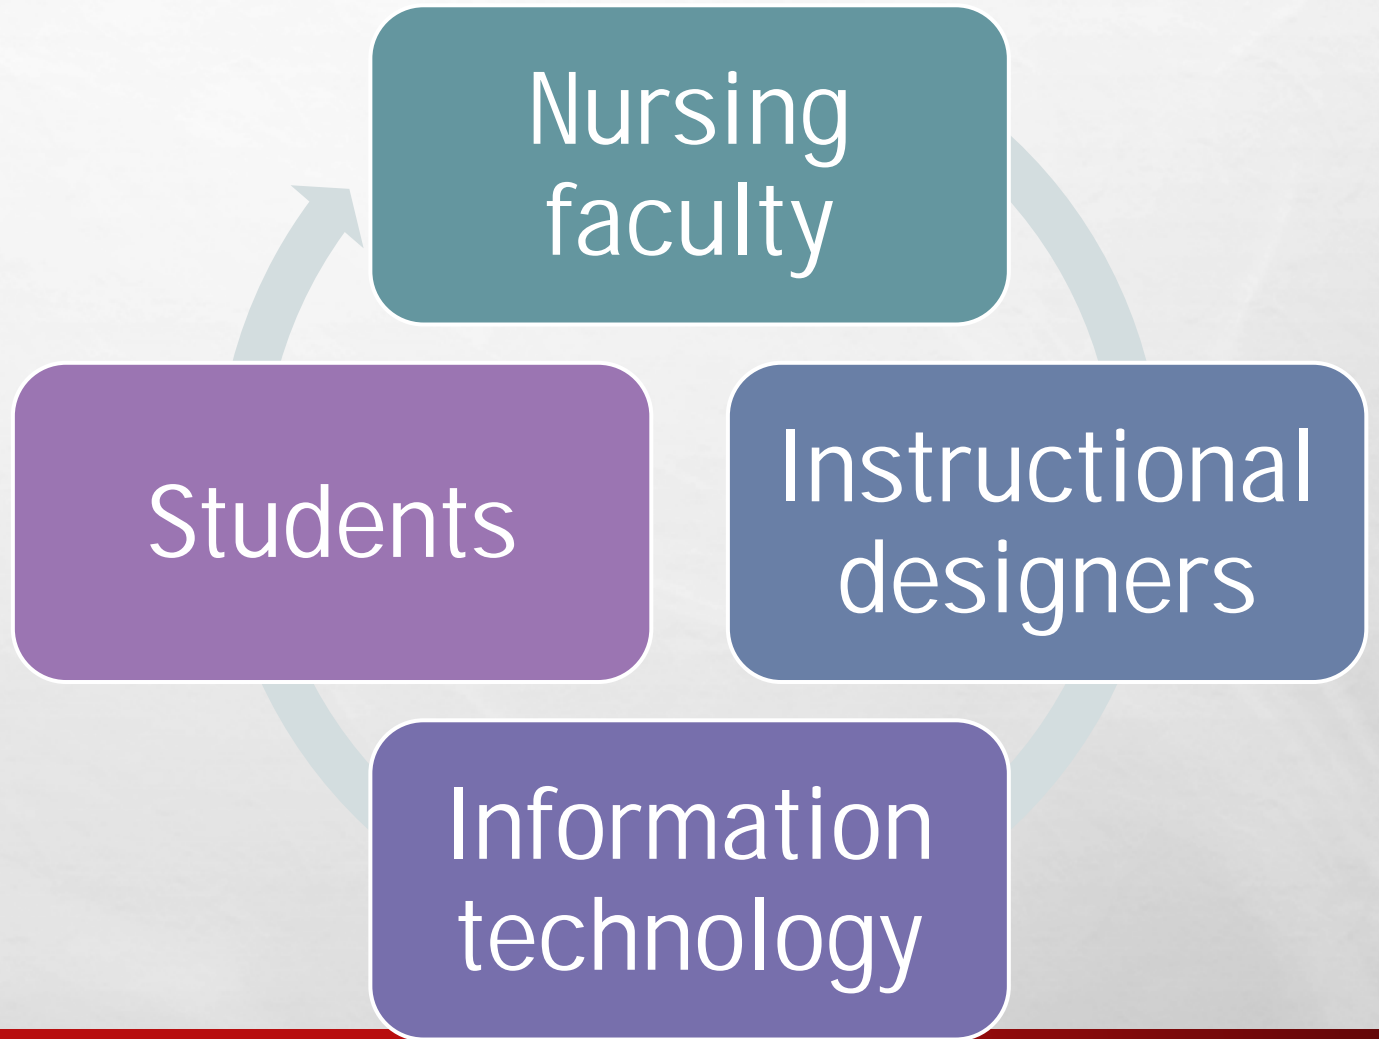 Nursing
faculty
Instructional
designers
Information
technology
Students